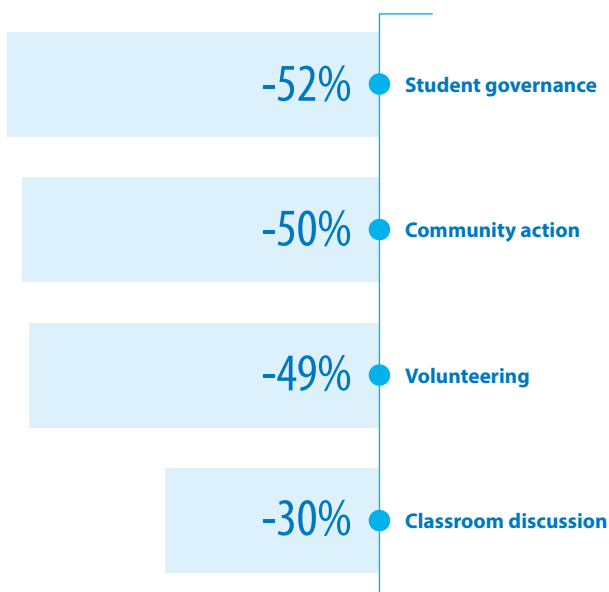 -52% Student governance
-50% Community action
-49% Volunteering
-30% Classroom discussion